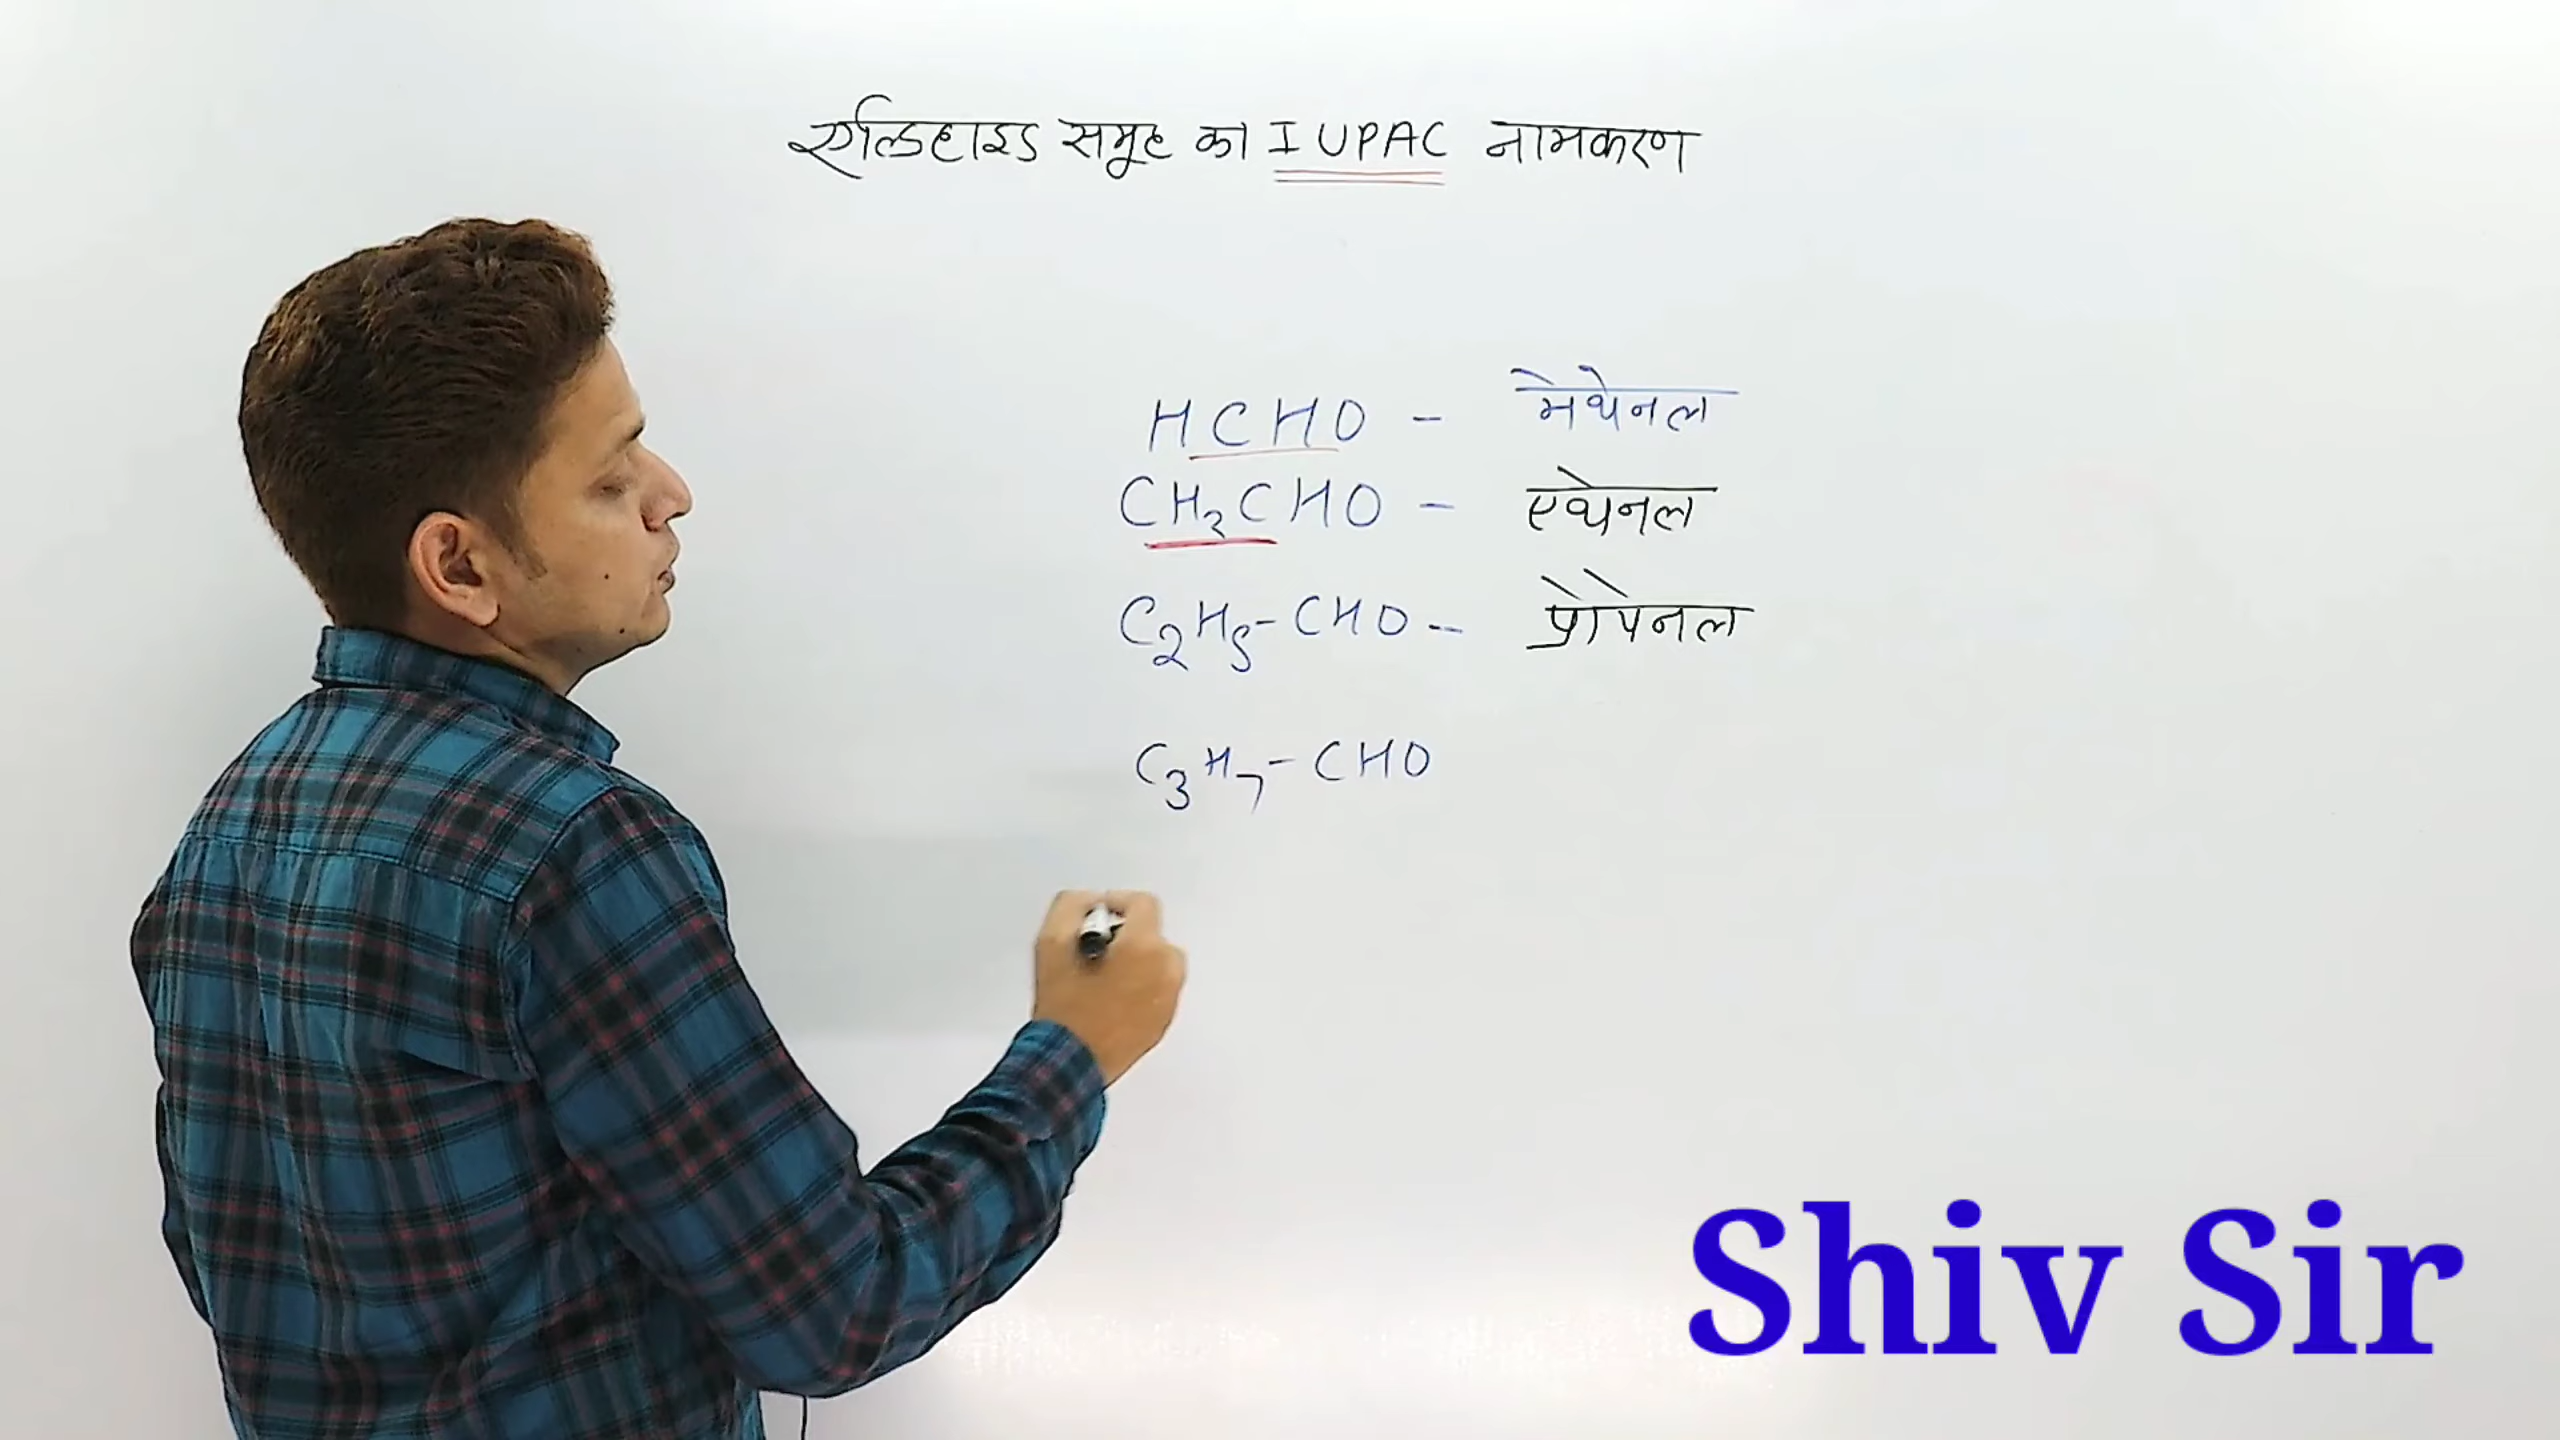 एल्डिहाइड समूह का IUPAC नामकरण
HCHO - मेथेनल
CH₃CHO - एथेनल
C₂H₅-CHO - प्रोपेनल
C₃H₇-CHO
Shiv Sir